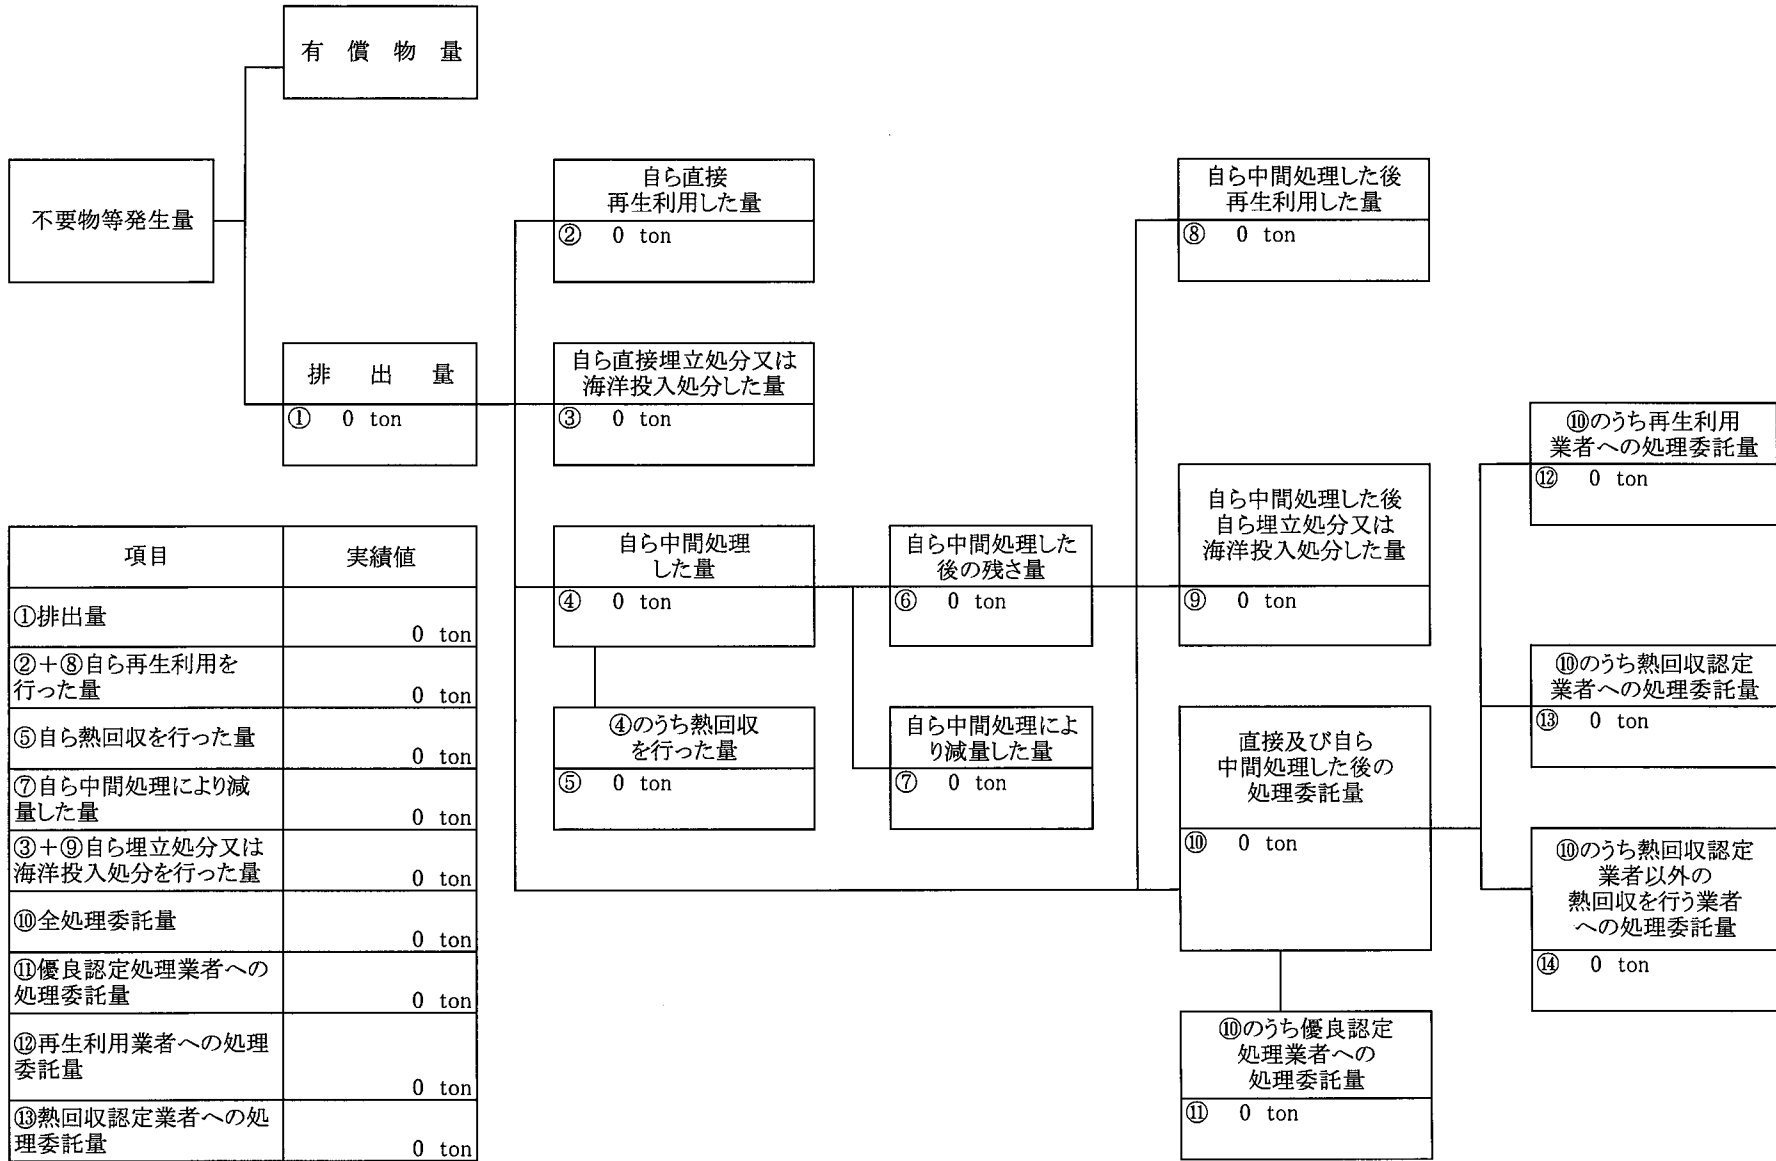 有 償 物 量
不要物等発生量
自ら直接
再生利用した量
② 0 ton
自ら中間処理した後
再生利用した量
⑧ 0 ton
排 出 量
① 0 ton
自ら直接埋立処分又は
海洋投入処分した量
③ 0 ton
⑩のうち再生利用
業者への処理委託量
⑫ 0 ton
自ら中間処理した後
自ら埋立処分又は
海洋投入処分した量
⑨ 0 ton
自ら中間処理
した量
④ 0 ton
自ら中間処理した
後の残さ量
⑥ 0 ton
⑩のうち熱回収認定
業者への処理委託量
⑬ 0 ton
④のうち熱回収
を行った量
⑤ 0 ton
自ら中間処理によ
り減量した量
⑦ 0 ton
直接及び自ら
中間処理した後の
処理委託量
⑩ 0 ton
⑩のうち熱回収認定
業者以外の
熱回収を行う業者
への処理委託量
⑭ 0 ton
⑩のうち優良認定
処理業者への
処理委託量
⑪ 0 ton
項目 実績値
①排出量
0 ton
②+⑧自ら再生利用を
行った量 0 ton
⑤自ら熱回収を行った量
0 ton
⑦自ら中間処理により減
量した量 0 ton
③+⑨自ら埋立処分又は
海洋投入処分を行った量 0 ton
⑩全処理委託量
0 ton
⑪優良認定処理業者への
処理委託量 0 ton
⑫再生利用業者への処理
委託量
0 ton
⑬熱回収認定業者への処
理委託量 0 ton